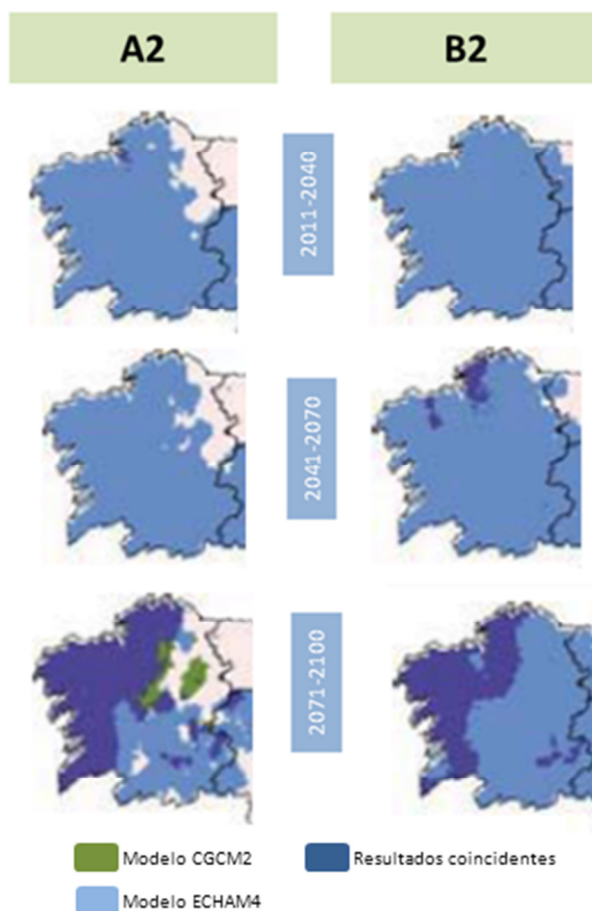 A2
B2
2011-2040
2041-2070
2071-2100
Modelo CGCM2
Resultados coincidentes
Modelo ECHAM4